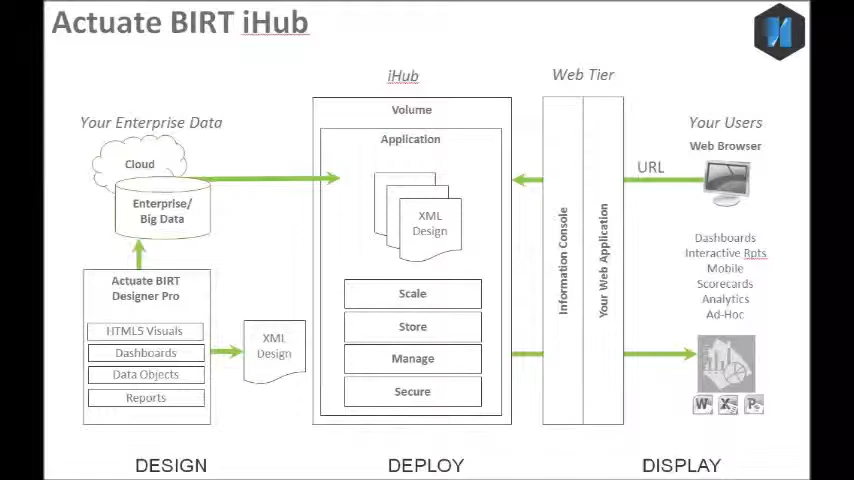 Actuate BIRT iHub
iHub
Web Tier
Your Enterprise Data
Your Users
Volume
Web Browser
Application
Cloud
URL
Enterprise/
Big Data
XML
Design
Information Console
Your Web Application
Actuate BIRT
Designer Pro
HTML5 Visuals
Dashboards
Data Objects
Reports
XML
Design
Scale
Store
Manage
Secure
Dashboards
Interactive Rpts
Mobile
Scorecards
Analytics
Ad-Hoc
W
X
P
DESIGN
DEPLOY
DISPLAY